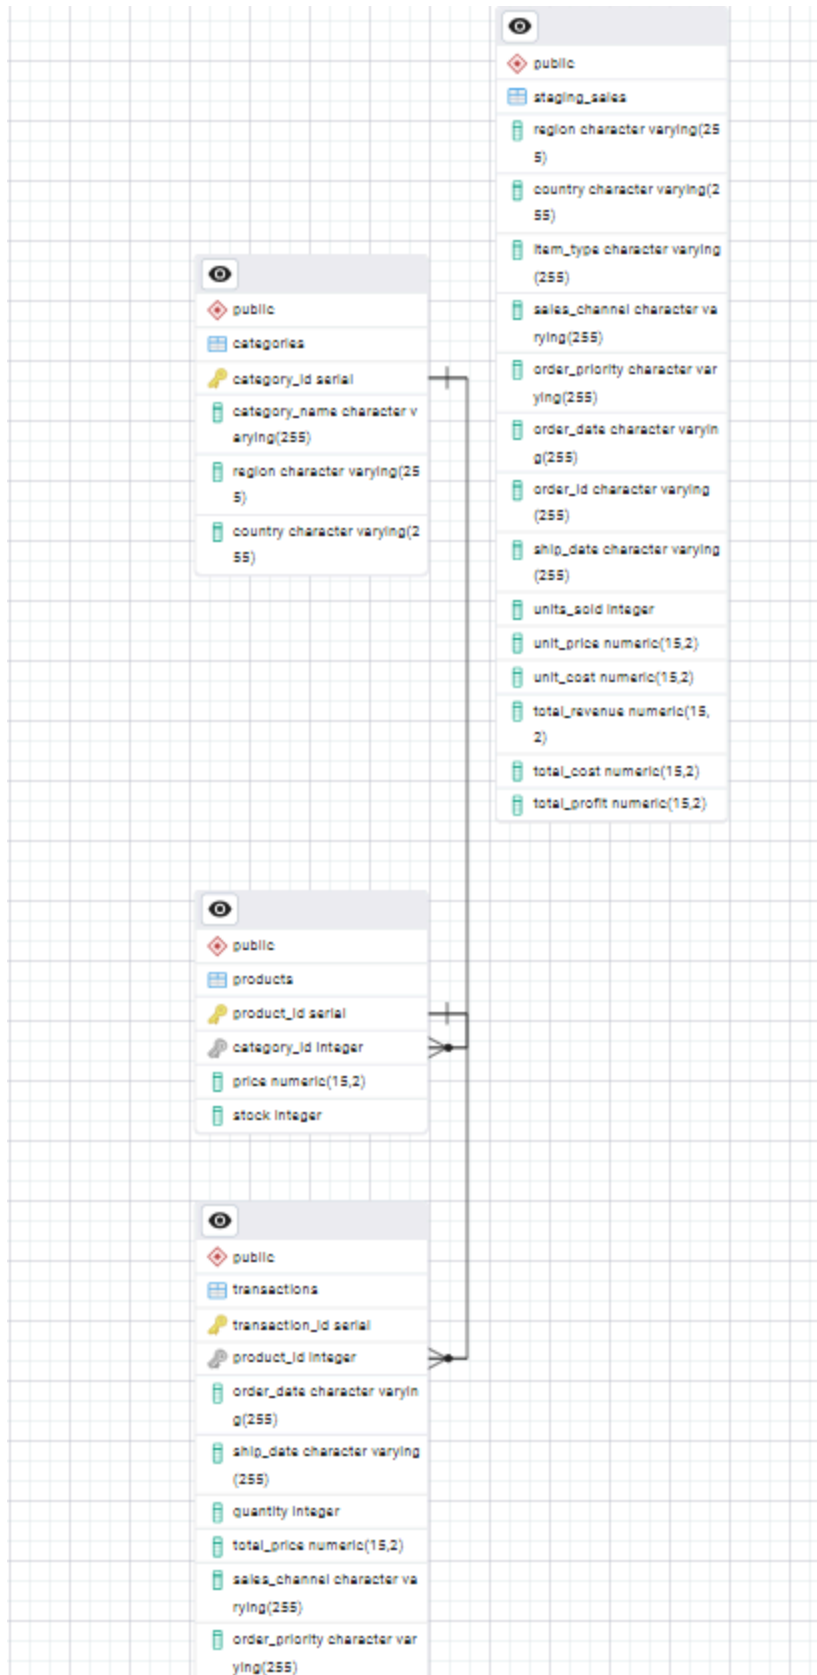 public
staging_sales
region character varying(25
5)
country character varying(2
55)
item_type character varying
(255)
sales_channel character va
rying(255)
order_priority character var
ying(255)
order_date character varyin
g(255)
order_id character varying
(255)
ship_date character varying
(255)
units_sold integer
unit_price numeric(15,2)
unit_cost numeric(15,2)
total_revenue numeric(15,
2)
total_cost numeric(15,2)
total_profit numeric(15,2)
public
categories
category_id serial
category_name character v
arying(255)
region character varying(25
5)
country character varying(2
55)
public
products
product_id serial
category_id integer
price numeric(15,2)
stock integer
public
transactions
transaction_id serial
product_id integer
order_date character varyin
g(255)
ship_date character varying
(255)
quantity integer
total_price numeric(15,2)
sales_channel character va
rying(255)
order_priority character var
ying(255)